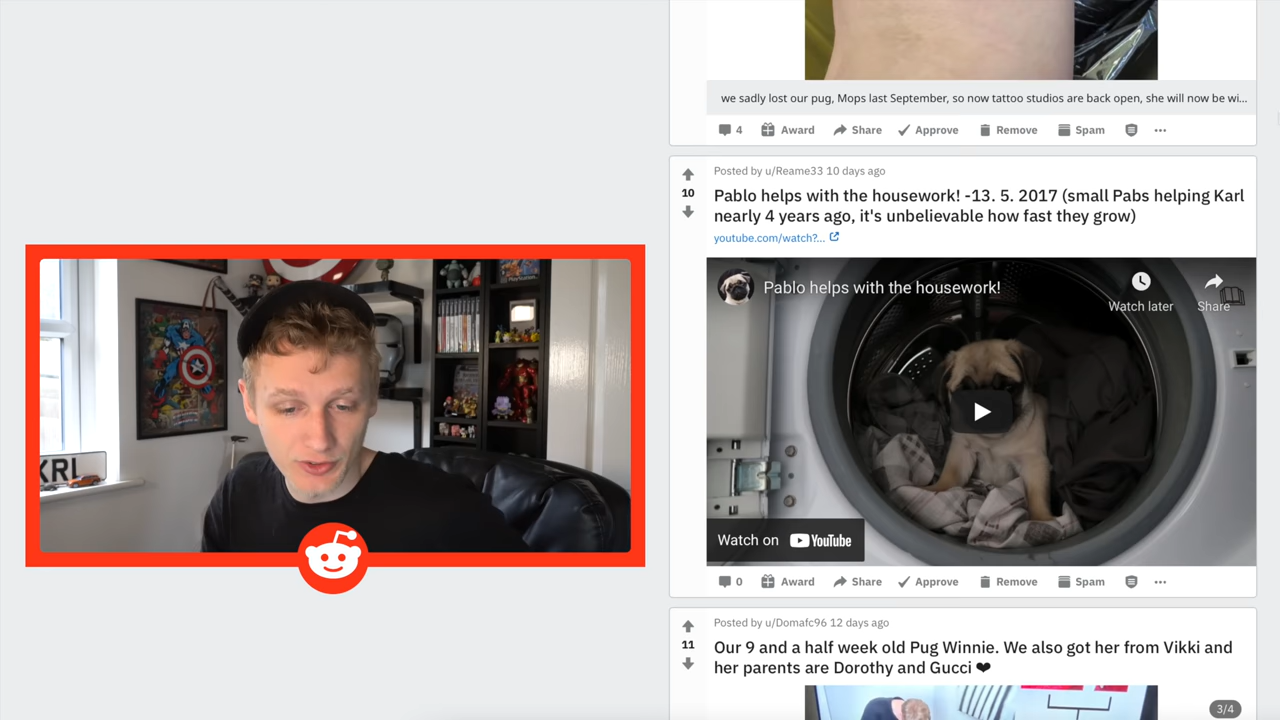 we sadly lost our pug, Mops last September, so now tattoo studios are back open, she will now be wi...
4 Award Share Approve Remove Spam ...
Posted by u/Reame33 10 days ago
10
Pablo helps with the housework! -13. 5. 2017 (small Pabs helping Karl
nearly 4 years ago, it's unbelievable how fast they grow)
youtube.com/watch?...
Pablo helps with the housework!
Watch later
Share
KRL
Watch on YouTube
0 Award Share Approve Remove Spam ...
Posted by u/Domafc96 12 days ago
11
Our 9 and a half week old Pug Winnie. We also got her from Vikki and
her parents are Dorothy and Gucci ❤
3/4